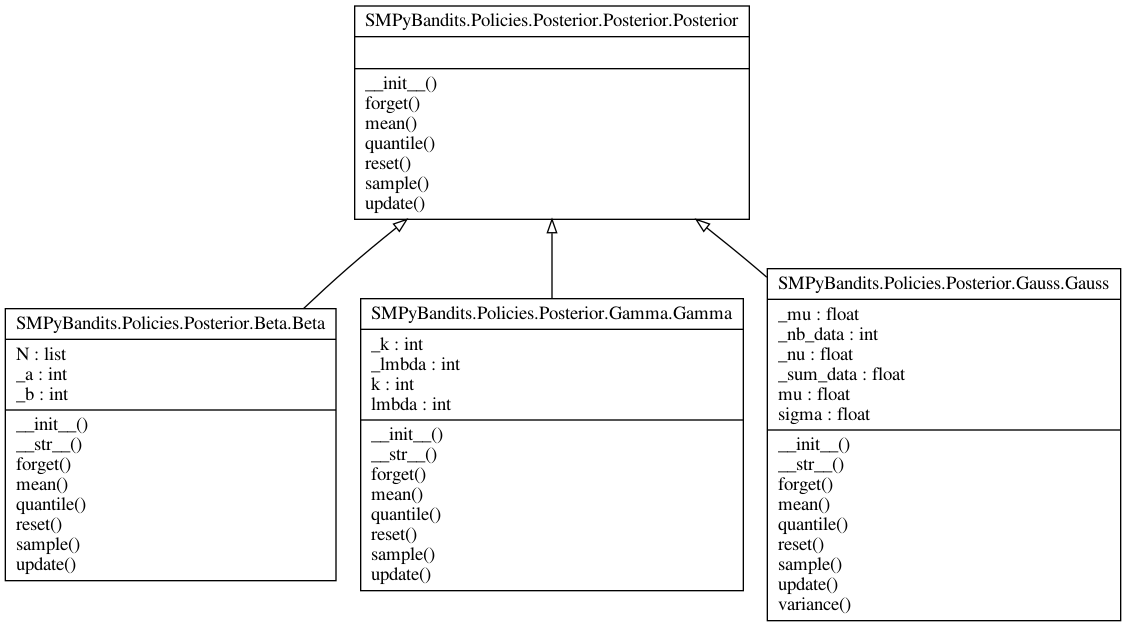 SMPyBandits.Policies.Posterior.Posterior.Posterior
__init__()
forget()
mean()
quantile()
reset()
sample()
update()
SMPyBandits.Policies.Posterior.Beta.Beta
N : list
_a : int
_b : int
__init__()
__str__()
forget()
mean()
quantile()
reset()
sample()
update()
SMPyBandits.Policies.Posterior.Gamma.Gamma
_k : int
_lmbda : int
k : int
lmbda : int
__init__()
__str__()
forget()
mean()
quantile()
reset()
sample()
update()
SMPyBandits.Policies.Posterior.Gauss.Gauss
_mu : float
_nb_data : int
_nu : float
_sum_data : float
mu : float
sigma : float
__init__()
__str__()
forget()
mean()
quantile()
reset()
sample()
update()
variance()